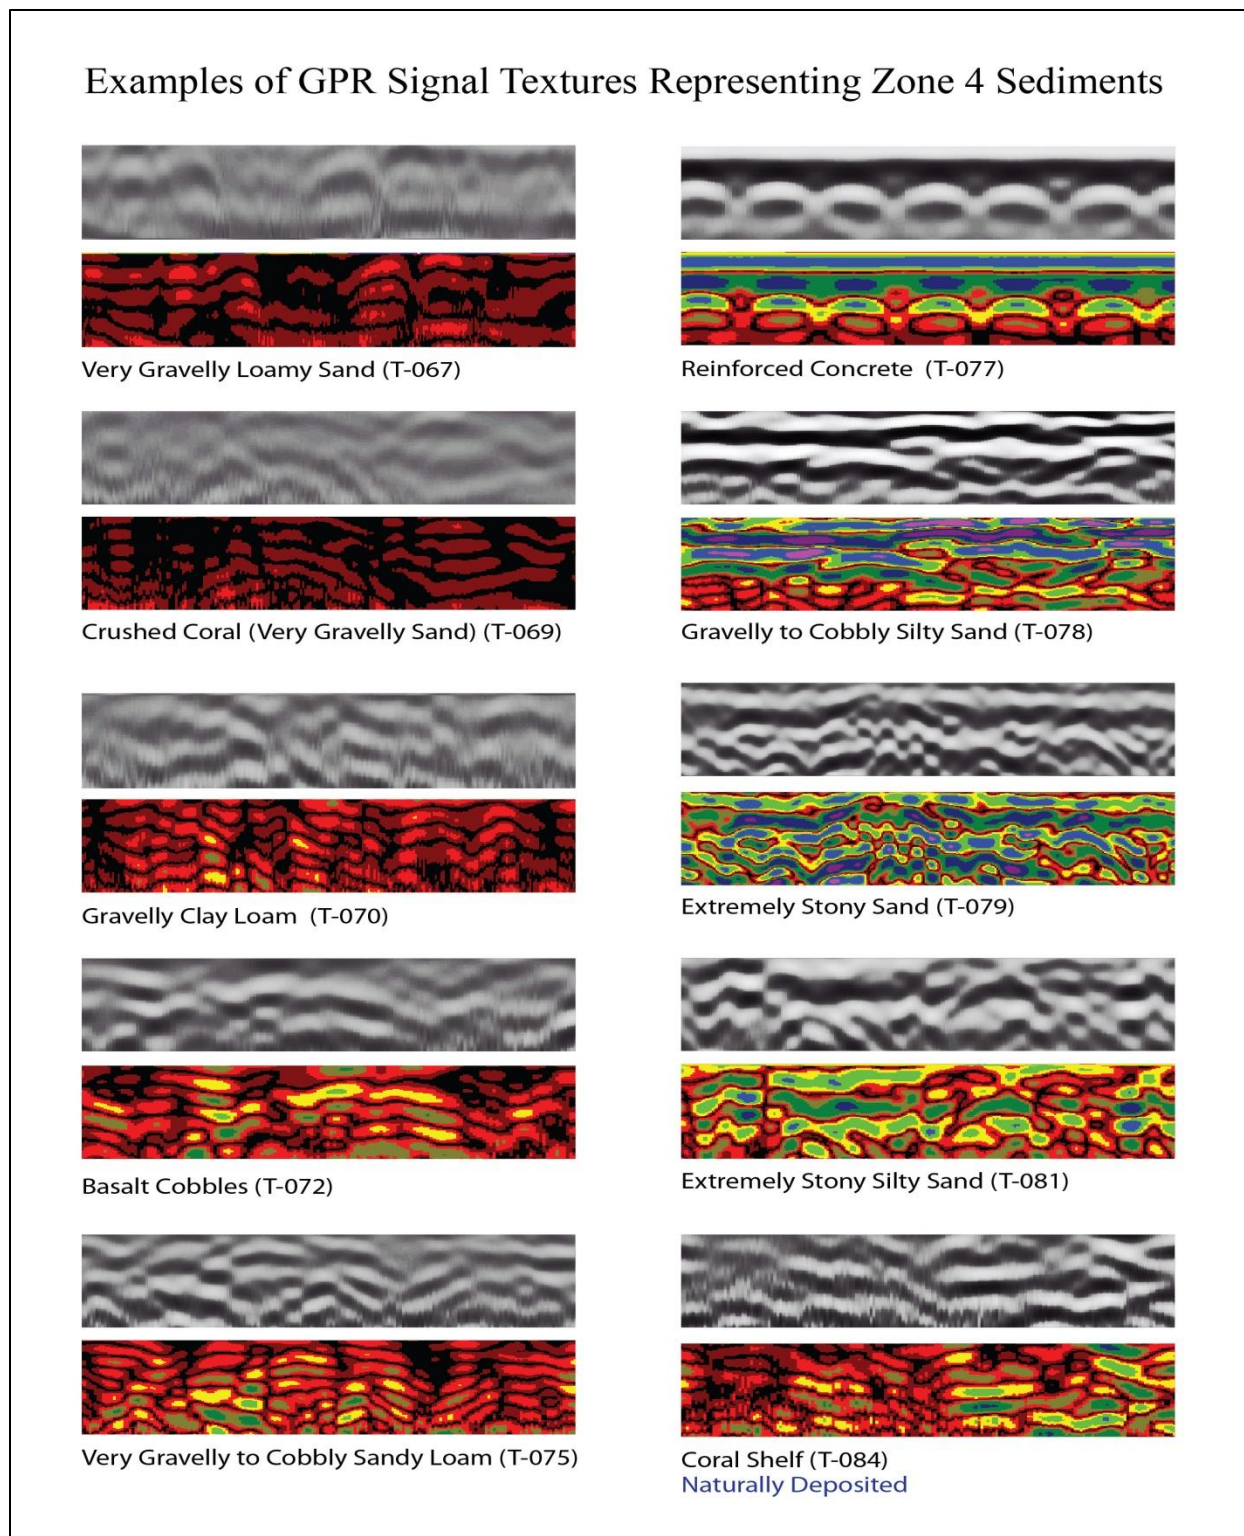 Examples of GPR Signal Textures Representing Zone 4 Sediments
Very Gravelly Loamy Sand (T-067)
Crushed Coral (Very Gravelly Sand) (T-069)
Gravelly Clay Loam (T-070)
Basalt Cobbles (T-072)
Very Gravelly to Cobbly Sandy Loam (T-075)
Reinforced Concrete (T-077)
Gravelly to Cobbly Silty Sand (T-078)
Extremely Stony Sand (T-079)
Extremely Stony Silty Sand (T-081)
Coral Shelf (T-084)
Naturally Deposited